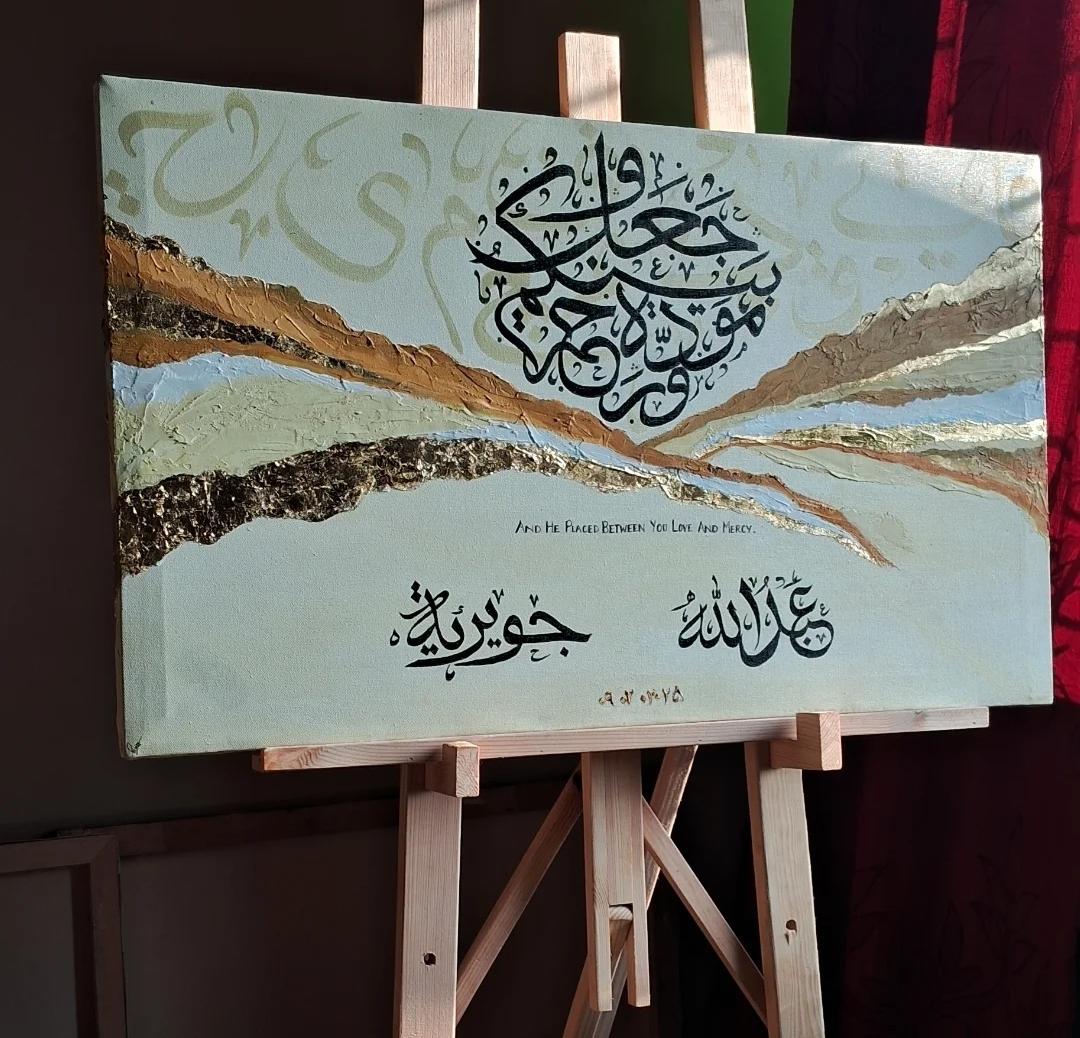 وجعل
بينكم
مودة
ورحمة
And He Placed Between You Love And Mercy.
عبدالله
جويرية